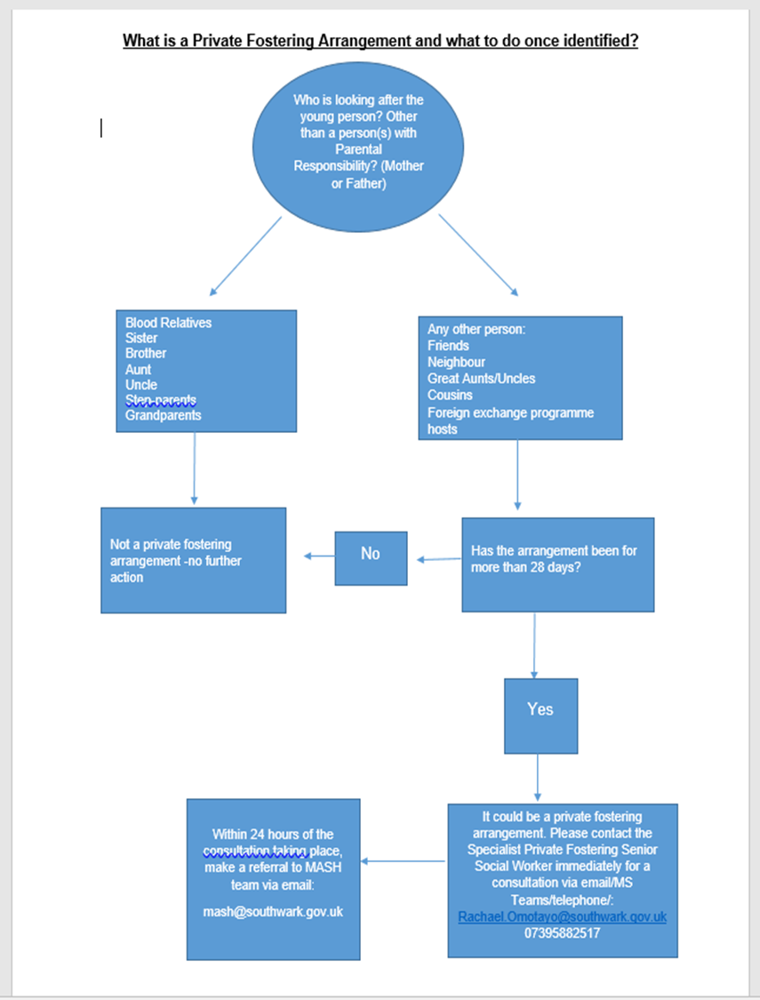 What is a Private Fostering Arrangement and what to do once identified?
Who is looking after the
young person? Other
than a person(s) with
Parental
Responsibility? (Mother
or Father)
Blood Relatives
Sister
Brother
Aunt
Uncle
Step-parents
Grandparents
Any other person:
Friends
Neighbour
Great Aunts/Uncles
Cousins
Foreign exchange programme
hosts
Not a private fostering
arrangement -no further
action
No
Has the arrangement been for
more than 28 days?
Yes
Within 24 hours of the
consultation taking place,
make a referral to MASH
team via email:
mash@southwark.gov.uk
It could be a private fostering
arrangement. Please contact the
Specialist Private Fostering Senior
Social Worker immediately for a
consultation via email/MS
Teams/telephone/:
Rachael.Omotayo@southwark.gov.uk
07395882517